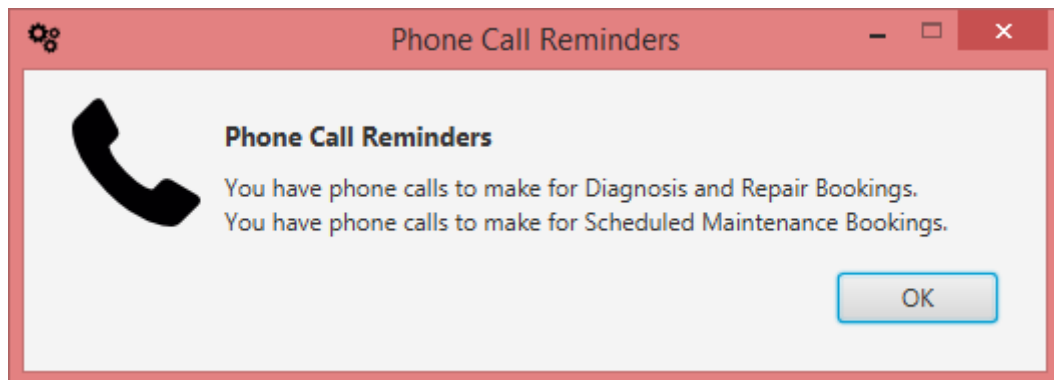 Phone Call Reminders
Phone Call Reminders
You have phone calls to make for Diagnosis and Repair Bookings.
You have phone calls to make for Scheduled Maintenance Bookings.
OK